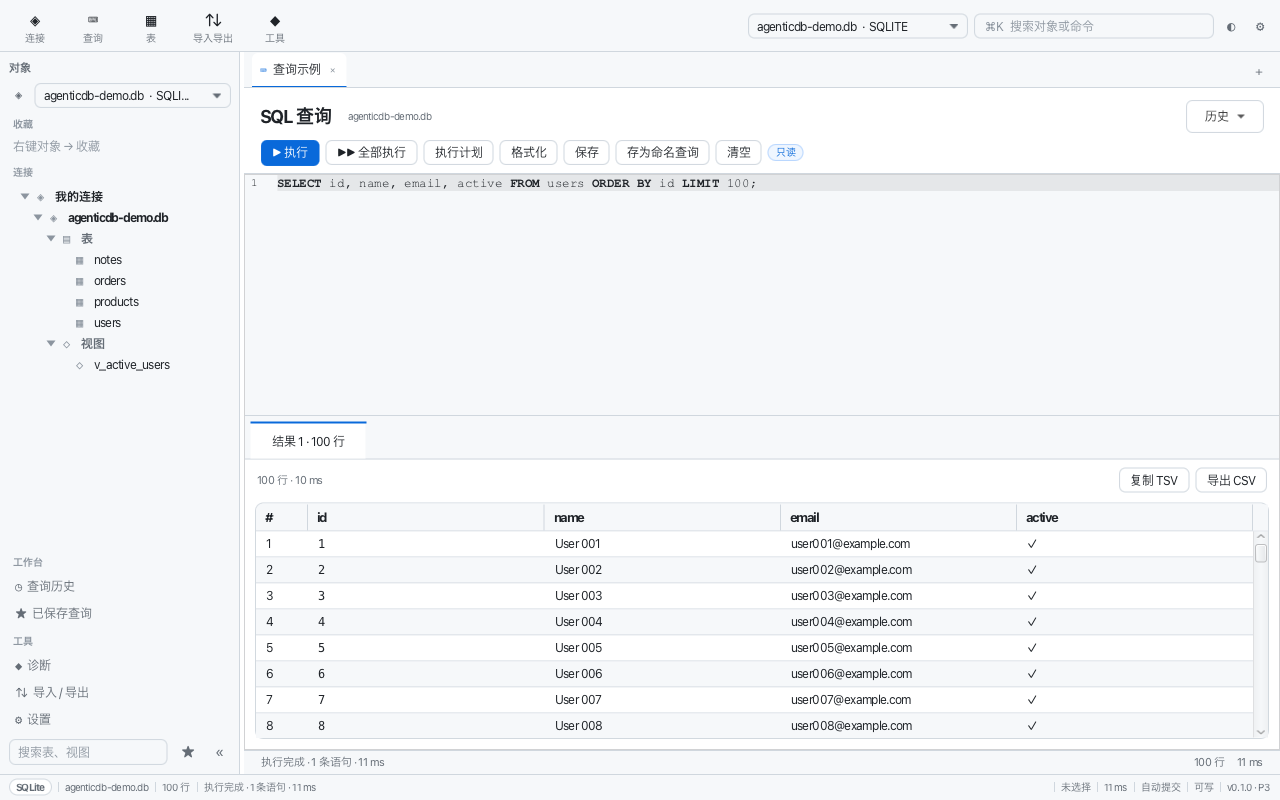 连接 查询 表 导入导出 工具 agenticdb-demo.db · SQLITE ⌘K 搜索对象或命令
对象
agenticdb-demo.db · SQLI...
收藏
右键对象 → 收藏
连接
我的连接
agenticdb-demo.db
表
notes
orders
products
users
视图
v_active_users
工作台
查询历史
已保存查询
工具
诊断
导入 / 导出
设置
搜索表、视图 «
查询示例 × +
SQL 查询 agenticdb-demo.db 历史
执行 全部执行 执行计划 格式化 保存 存为命名查询 清空 只读
1 SELECT id, name, email, active FROM users ORDER BY id LIMIT 100;
结果 1 · 100 行
100 行 · 10 ms 复制 TSV 导出 CSV
# id name email active
1 1 User 001 user001@example.com ✓
2 2 User 002 user002@example.com ✓
3 3 User 003 user003@example.com ✓
4 4 User 004 user004@example.com ✓
5 5 User 005 user005@example.com ✓
6 6 User 006 user006@example.com ✓
7 7 User 007 user007@example.com ✓
8 8 User 008 user008@example.com ✓
执行完成 · 1 条语句 · 11 ms 100 行 11 ms
SQLite agenticdb-demo.db 100 行 执行完成 · 1 条语句 · 11 ms 未选择 11 ms 自动提交 可写 v0.1.0 · P3